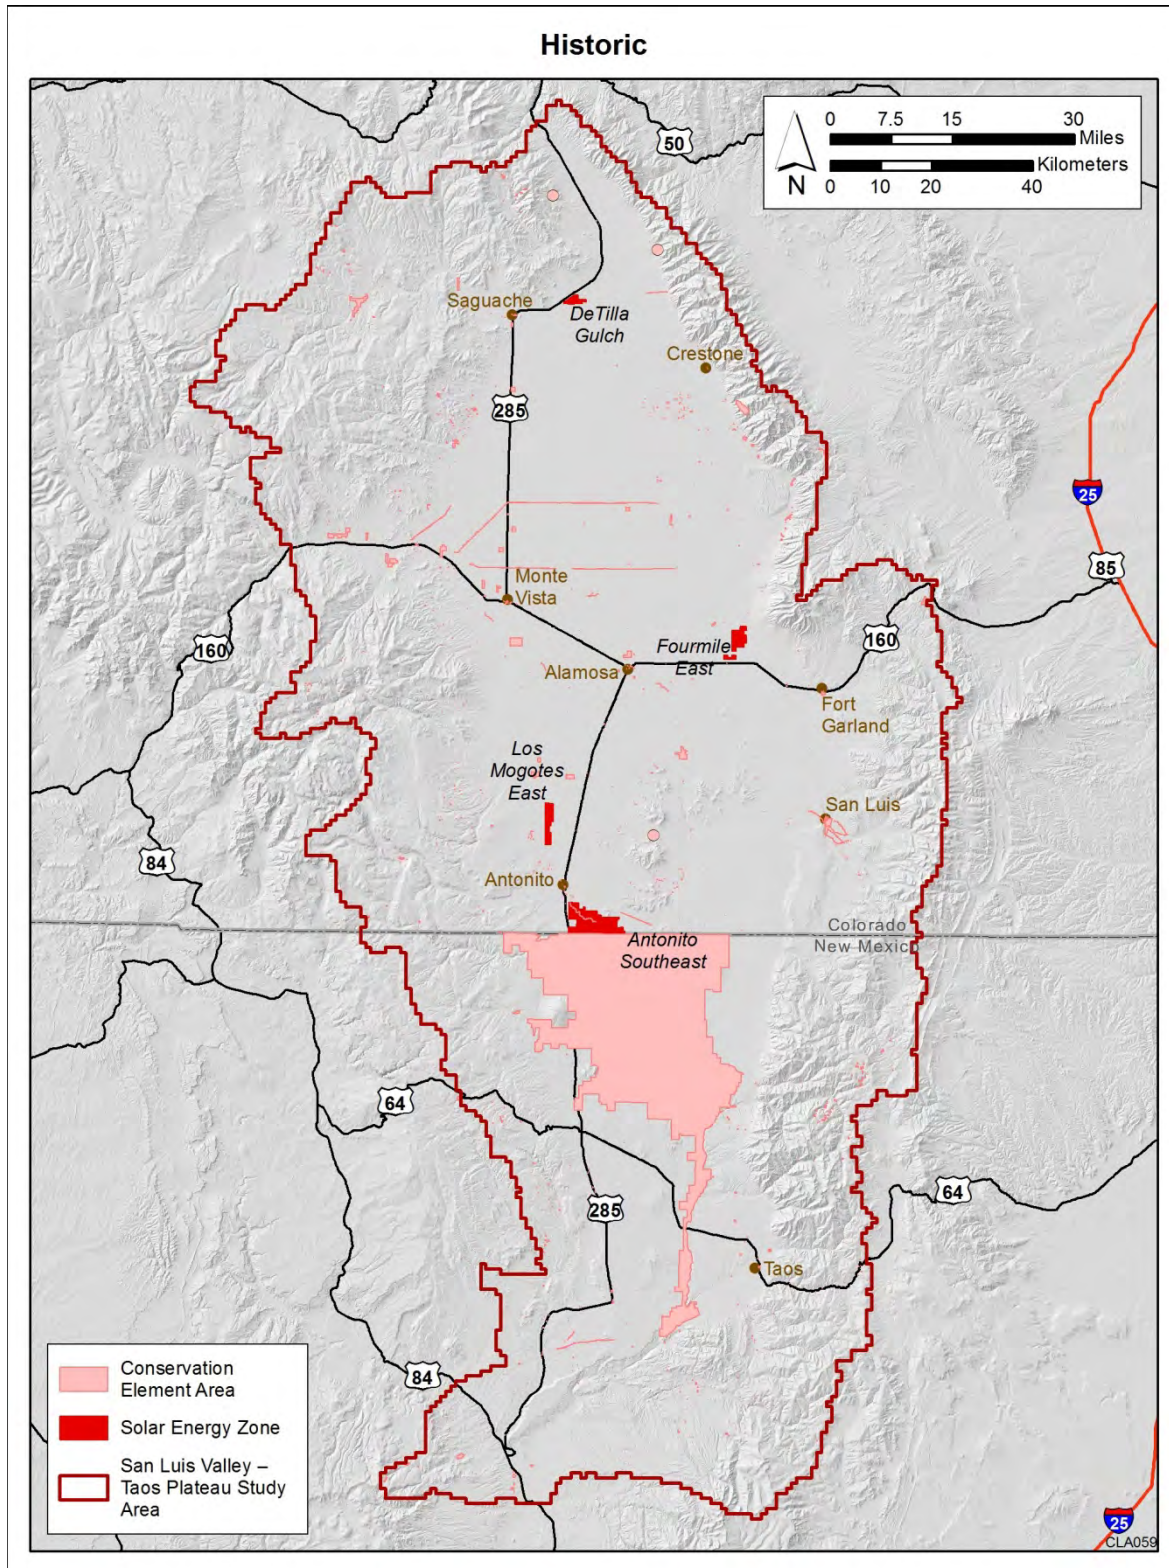 Historic
0 7.5 15 30
Miles
Kilometers
0 10 20 40
N
50
Saguache
DeTilla
Gulch
Crestone
285
25
85
Monte
Vista
160
160
Fourmile
East
Alamosa
Fort
Garland
Los
Mogotes
East
San Luis
84
Antonito
Colorado
New Mexico
Antonito
Southeast
64
64
285
Taos
84
Conservation
Element Area
Solar Energy Zone
San Luis Valley –
Taos Plateau Study
Area
25
CLA059